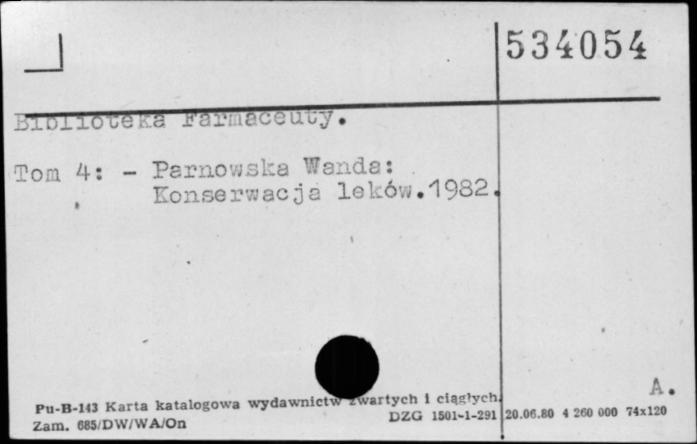 534054
Biblioteka Farmaceuty.
Tom 4: - Parnowska Wanda:
Konserwacja leków.1982.
A.
Pu-B-143 Karta katalogowa wydawnictw zwartych i ciągłych.
Zam. 685/DW/WA/On DZG 1501-1-291 20.06.80 4 260 000 74x120